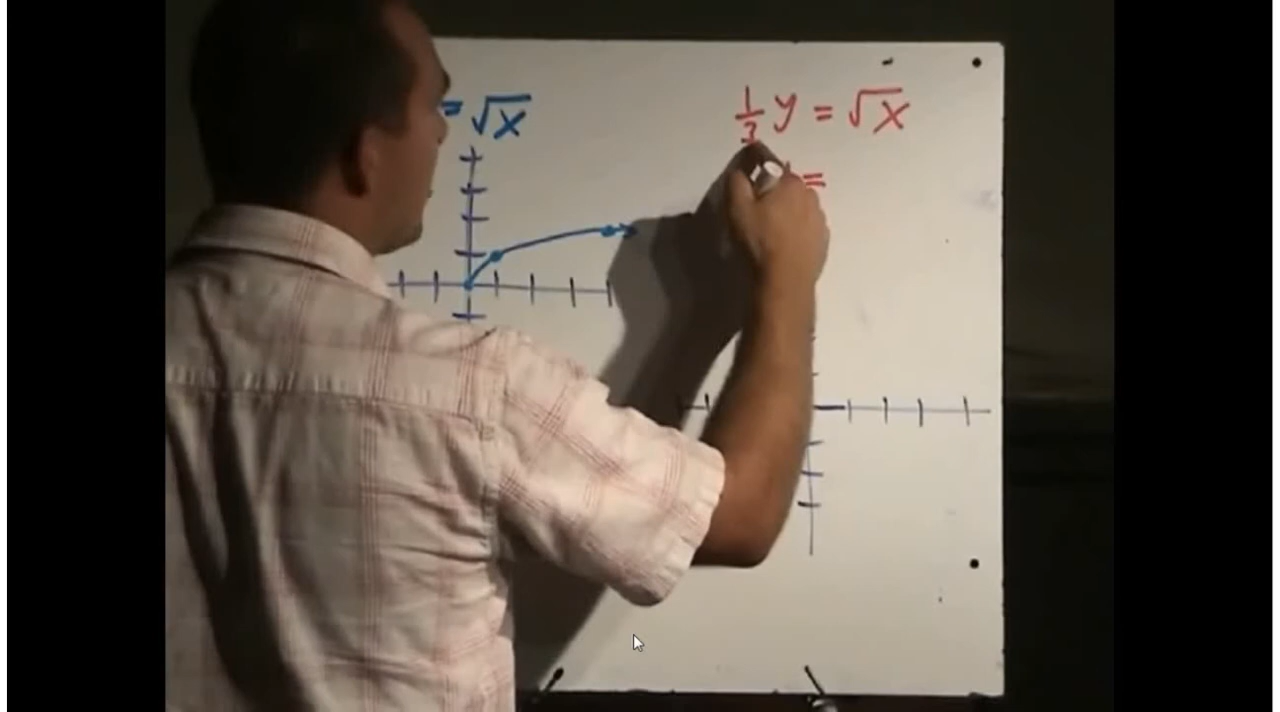 = √x
1/3 y = √x
=